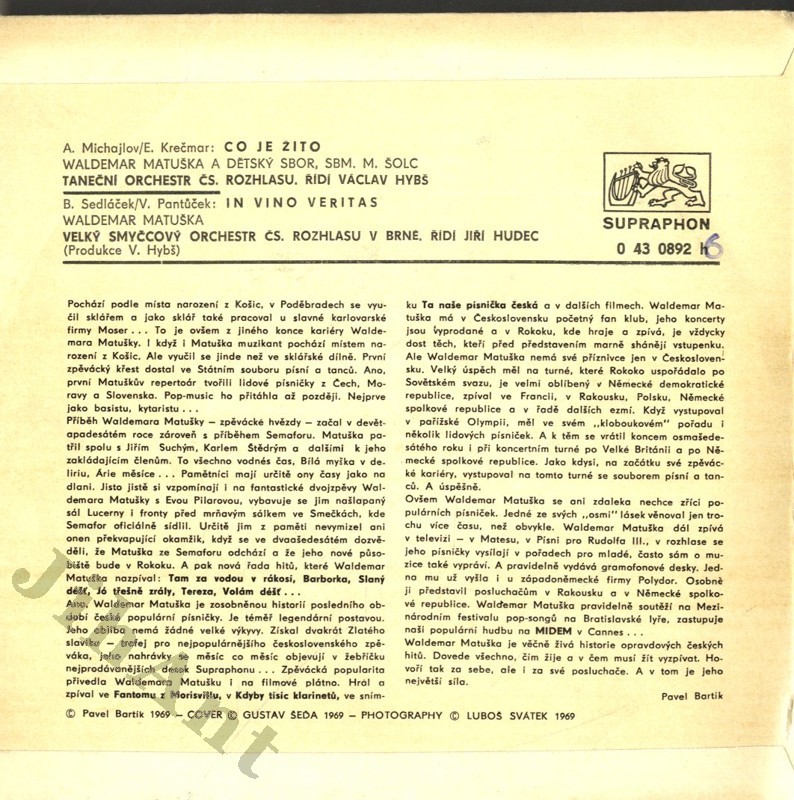 A. Michajlov/E. Krečmar: CO JE ŽITO
WALDEMAR MATUŠKA A DĚTSKÝ SBOR, SBM. M. ŠOLC
TANEČNÍ ORCHESTR ČS. ROZHLASU. ŘÍDÍ VÁCLAV HYBŠ
B. Sedláček/V. Pantůček: IN VINO VERITAS
WALDEMAR MATUŠKA
VELKÝ SMYČCOVÝ ORCHESTR ČS. ROZHLASU V BRNĚ. ŘÍDÍ JIŘÍ HUDEC
(Produkce V. Hybš)
SUPRAPHON
0 43 0892 h
6
Pochází podle místa narození z Košic, v Poděbradech se vyu-
čil sklářem a jako sklář také pracoval u slavné karlovarské
firmy Moser . . . To je ovšem z jiného konce kariéry Walde-
mara Matušky. I když i Matuška muzikant pochází místem na-
rození z Košic. Ale vyučil se jinde než ve sklářské dílně. První
zpěvácký křest dostal ve Státním souboru písní a tanců. Ano,
první Matuškův repertoár tvořili lidové písničky z Čech, Mo-
ravy a Slovenska. Pop-music ho přitáhla až později. Nejprve
jako basistu, kytaristu . . .
Příběh Waldemara Matušky – zpěvácké hvězdy – začal v devět-
apadesátém roce zároveň s příběhem Semaforu. Matuška pa-
třil spolu s Jiřím Suchým, Karlem Štědrým a dalšími k jeho
zakládajícím členům. To všechno vodnés čas, Bílá myška v de-
liriu, Árie měsíce . . . Pamětníci mají určitě ony časy jako na
dlani. Jisto jistě si vzpomínají i na fantastické dvojzpěvy Wal-
demara Matušky s Evou Pilarovou, vybavuje se jim našlapaný
sál Lucerny i fronty před mrňavým sálkem ve Smečkách, kde
Semafor oficiálně sídlil. Určitě jim z paměti nevymizel ani
onen překvapující okamžik, když se ve dvaašedesátém dozvě-
děli, že Matuška ze Semaforu odchází a že jeho nové půso-
biště bude v Rokoku. A pak nová řada hitů, které Waldemar
Matuška nazpíval: Tam za vodou v rákosí, Barborka, Slaný
déšť, Jó třešně zrály, Tereza, Volám déšť . . .
Ano, Waldemar Matuška je zosobněnou historií posledního ob-
dobí české populární písničky. Je téměř legendární postavou.
Jeho obliba nemá žádné velké výkyvy. Získal dvakrát Zlatého
slavíka – trofej pro nejpopulárnějšího československého zpě-
váka, jeho nahrávky se měsíc co měsíc objevují v žebříčku
nejprodávanějších desek Supraphonu . . . Zpěvácká popularita
přivedla Waldemara Matušku i na filmové plátno. Hrál a
zpíval ve Fantomu z Morisvillu, v Kdyby tisíc klarinetů, ve sním-
ku Ta naše písnička česká a v dalších filmech. Waldemar Ma-
tuška má v Československu početný fan klub, jeho koncerty
jsou vyprodané a v Rokoku, kde hraje a zpívá, je vždycky
dost těch, kteří před představením marně shánějí vstupenku.
Ale Waldemar Matuška nemá své příznivce jen v Českosloven-
sku. Velký úspěch měl na turné, které Rokoko uspořádalo po
Sovětském svazu, je velmi oblíbený v Německé demokratické
republice, zpíval ve Francii, v Rakousku, Polsku, Německé
spolkové republice a v řadě dalších ezmí. Když vystupoval
v pařížské Olympii, měl ve svém „kloboukovém" pořadu i
několik lidových písniček. A k těm se vrátil koncem osmašede-
sátého roku i při koncertním turné po Velké Británii a po Ně-
mecké spolkové republice. Jako kdysi, na začátku své zpěvác-
ké kariéry, vystupoval na tomto turné se souborem písní a tan-
ců. A úspěšně.
Ovšem Waldemar Matuška se ani zdaleka nechce zříci po-
pulárních písniček. Jedné ze svých „osmi" lásek věnoval jen tro-
chu více času, než obvykle. Waldemar Matuška dál zpívá
v televizi – v Matesu, v Písni pro Rudolfa III., v rozhlase se
jeho písničky vysílají v pořadech pro mladé, často sám o mu-
zice také vypráví. A pravidelně vydává gramofonové desky. Jed-
na mu už vyšla i u západoněmecké firmy Polydor. Osobně
ji představil posluchačům v Rakousku a v Německé spolko-
vé republice. Waldemar Matuška pravidelně soutěží na Mezi-
národním festivalu pop-songů na Bratislavské lyře, zastupuje
naši populární hudbu na MIDEM v Cannes . . .
Waldemar Matuška je věčně živá historie opravdových českých
hitů. Dovede všechno, čím žije a v čem musí žít vyzpívat. Ho-
voří tak za sebe, ale i za své posluchače. A v tom je jeho
největší síla.
Pavel Bartík
© Pavel Bartík 1969 – COVER © GUSTAV ŠEDA 1969 – PHOTOGRAPHY © LUBOŠ SVÁTEK 1969